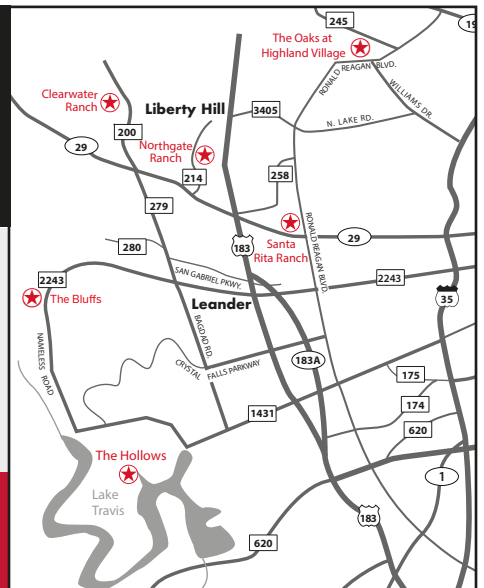 245
19
The Oaks at
Highland Village
RONALD REAGAN BLVD.
WILLIAMS DR.
Clearwater
Ranch
Liberty Hill
3405
N. LAKE RD.
200
29
Northgate
Ranch
214
258
279
RONALD REAGAN BLVD.
Santa
Rita Ranch
29
183
280
SAN GABRIEL PKWY.
2243
2243
The Bluffs
Leander
35
NAMELESS ROAD
BAGDAD RD.
CRYSTAL FALLS PARKWAY
183A
175
174
1431
620
The Hollows
1
Lake
Travis
183
620